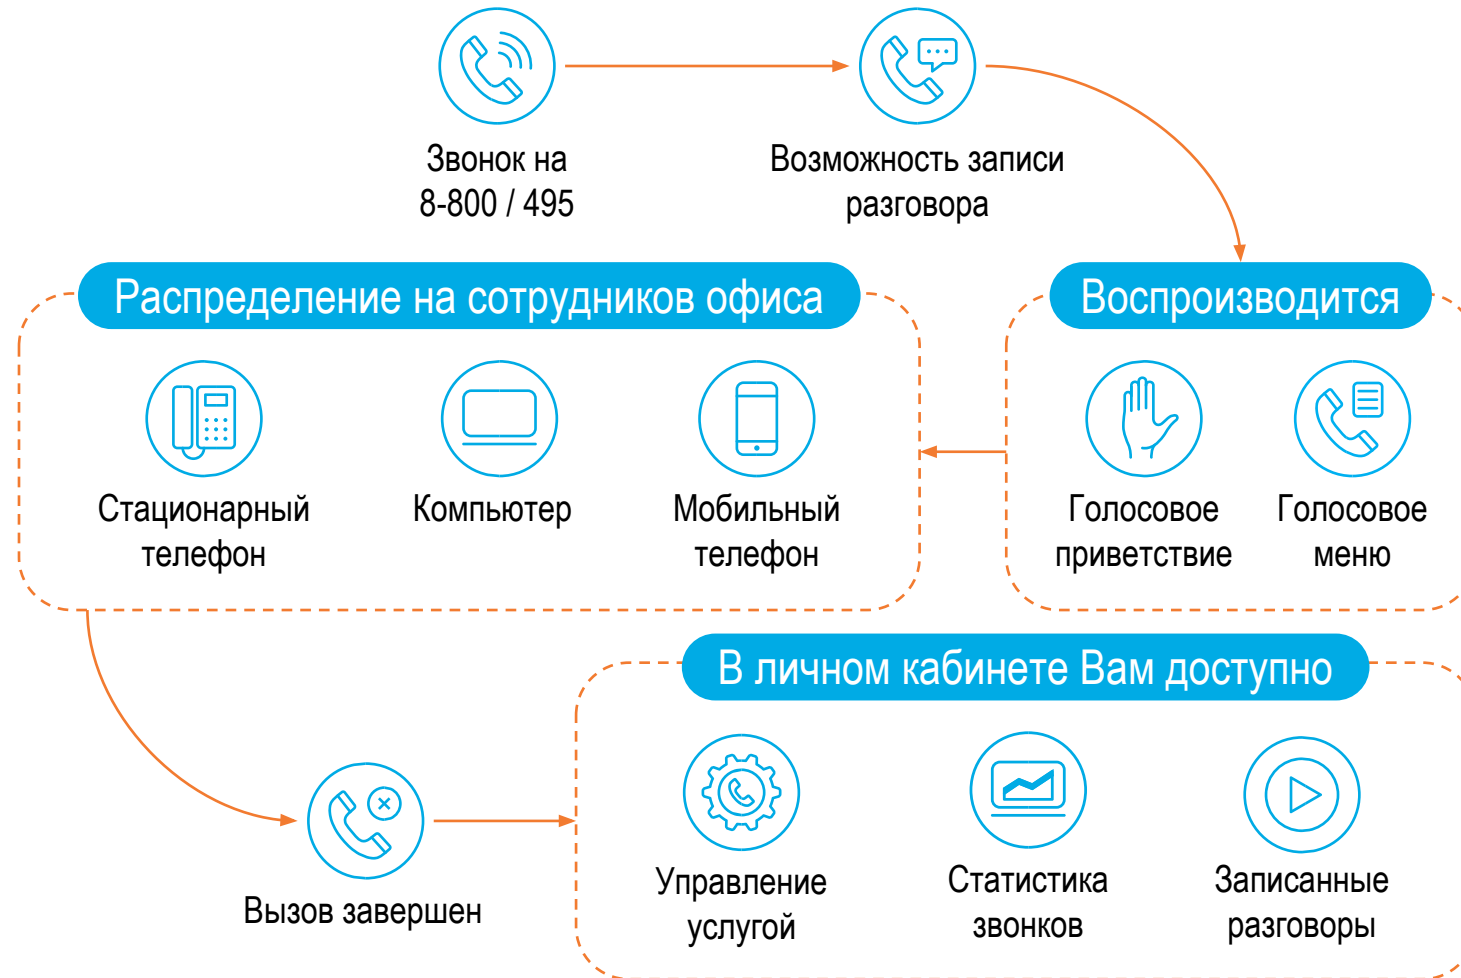 Звонок на
8-800 / 495
Возможность записи
разговора
Распределение на сотрудников офиса
Стационарный
телефон
Компьютер
Мобильный
телефон
Воспроизводится
Голосовое
приветствие
Голосовое
меню
Вызов завершен
В личном кабинете Вам доступно
Управление
услугой
Статистика
звонков
Записанные
разговоры